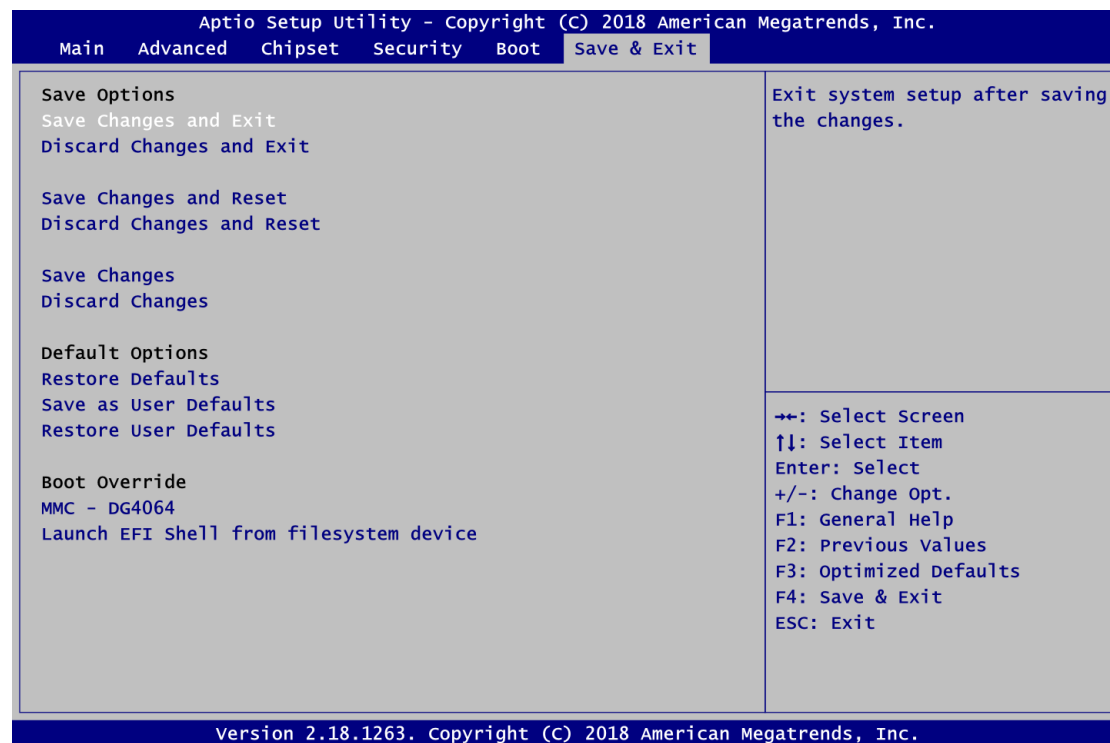 Aptio Setup Utility – Copyright (C) 2018 American Megatrends, Inc.
Main Advanced Chipset Security Boot Save & Exit
Save Options
Save Changes and Exit
Discard Changes and Exit
Save Changes and Reset
Discard Changes and Reset
Save Changes
Discard Changes
Default Options
Restore Defaults
Save as User Defaults
Restore User Defaults
Boot Override
MMC – DG4064
Launch EFI Shell from filesystem device
Exit system setup after saving
the changes.
→←: Select Screen
↑↓: Select Item
Enter: Select
+/-: Change Opt.
F1: General Help
F2: Previous Values
F3: Optimized Defaults
F4: Save & Exit
ESC: Exit
Version 2.18.1263. Copyright (C) 2018 American Megatrends, Inc.